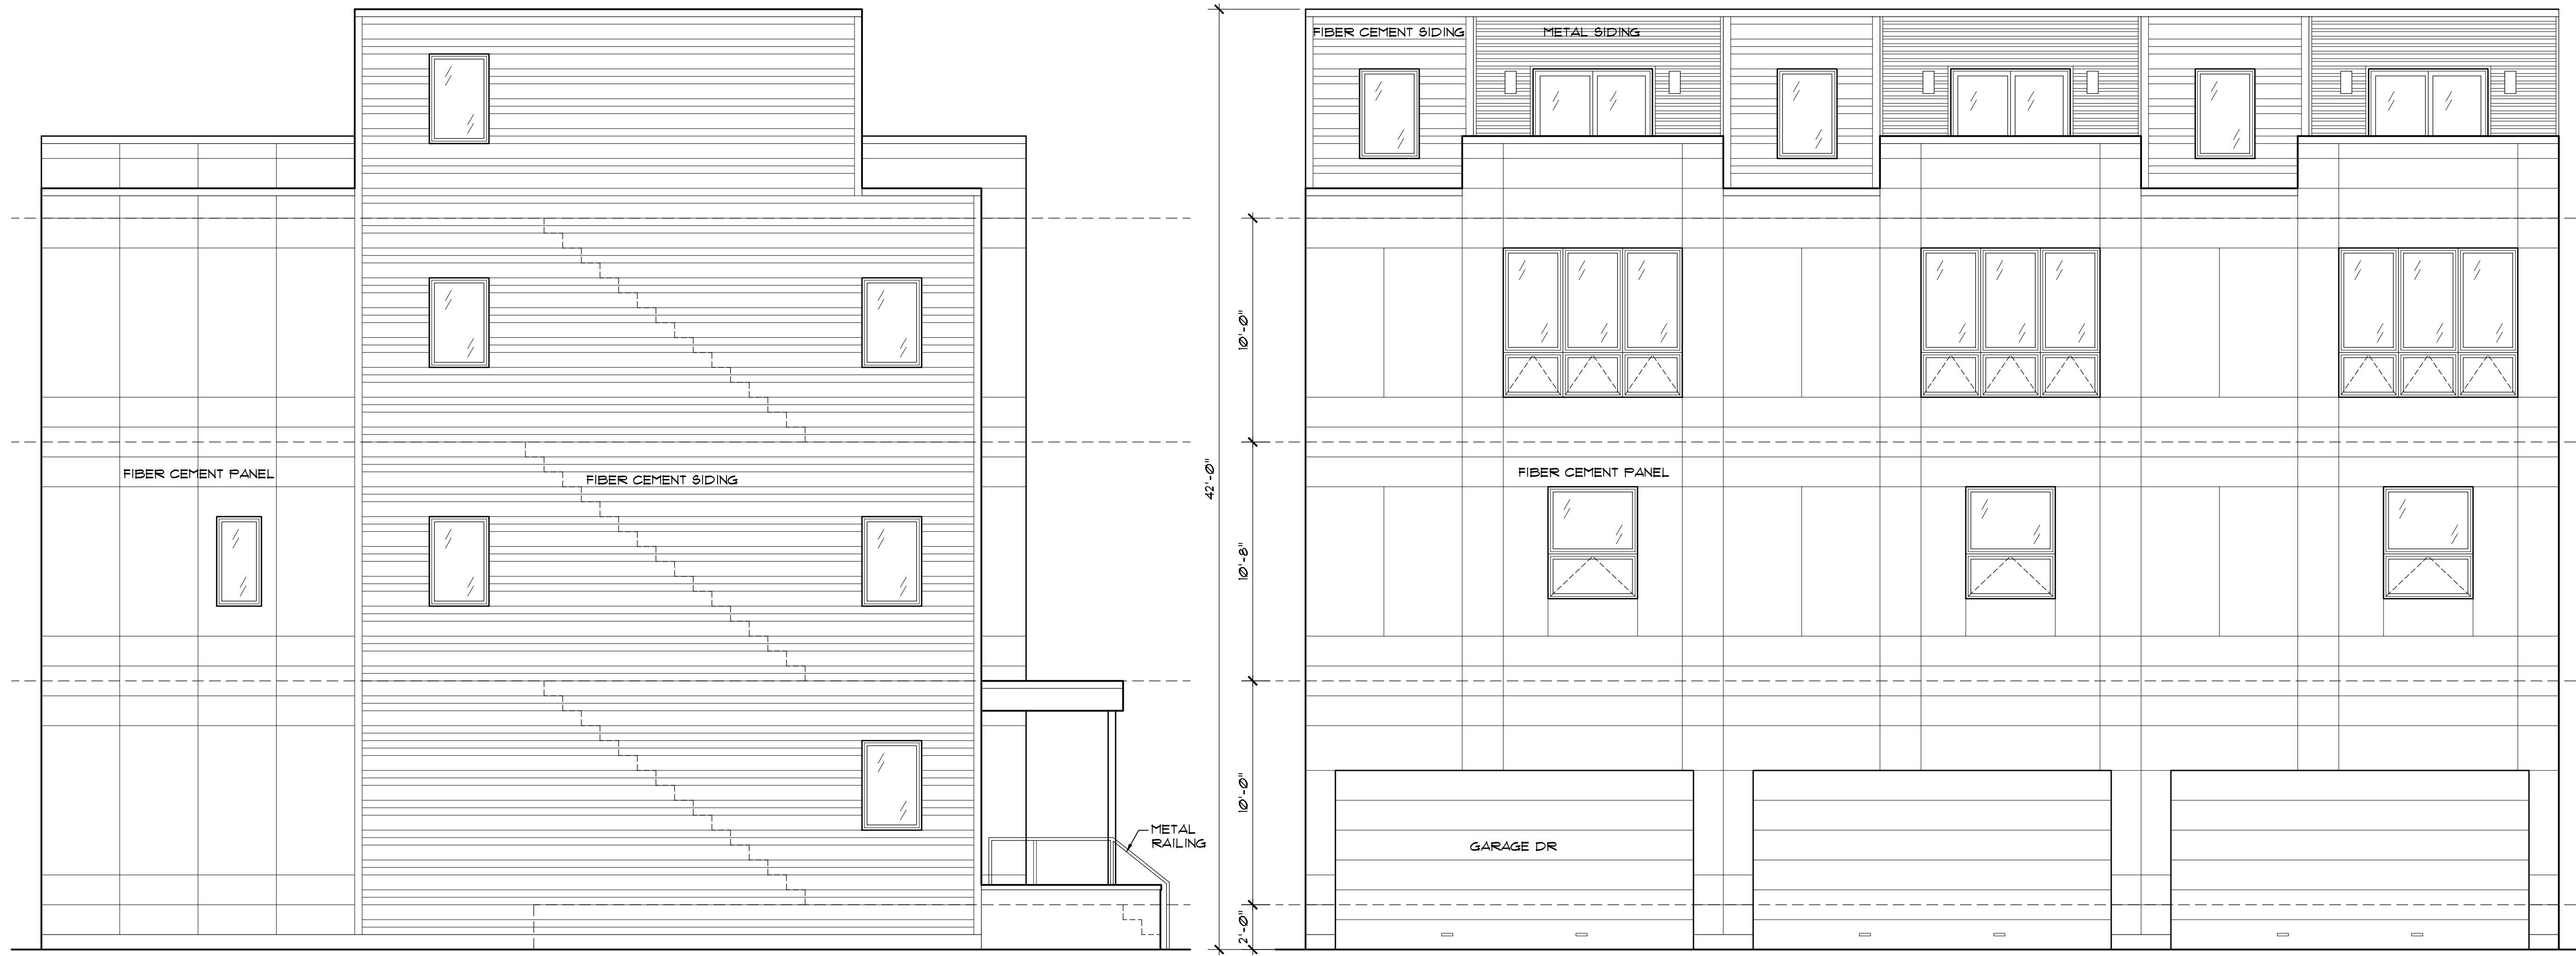 FIBER CEMENT SIDING
METAL SIDING
10'-0"
FIBER CEMENT PANEL
FIBER CEMENT SIDING
42'-0"
FIBER CEMENT PANEL
10'-8"
10'-0"
METAL
RAILING
GARAGE DR
2'-0"